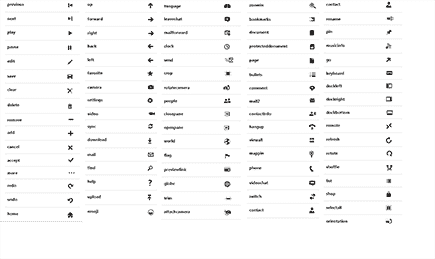 previous
next
play
pause
edit
save
clear
delete
remove
add
cancel
accept
more
redo
undo
home
up
forward
right
back
left
favorite
camera
settings
video
sync
download
mail
find
help
upload
emoji
language
leavechat
mailforward
clock
send
crop
rotatecamera
people
closepane
openpane
world
flag
previewlink
globe
trim
attachcamera
zoomin
bookmarks
document
protecteddocument
page
bullets
comment
mail2
contactinfo
hangup
viewall
mappin
phone
videochat
switch
contact
contact
rename
pin
musicinfo
go
keyboard
dockleft
dockright
dockbottom
remote
refresh
rotate
shuffle
list
shop
selectall
orientation